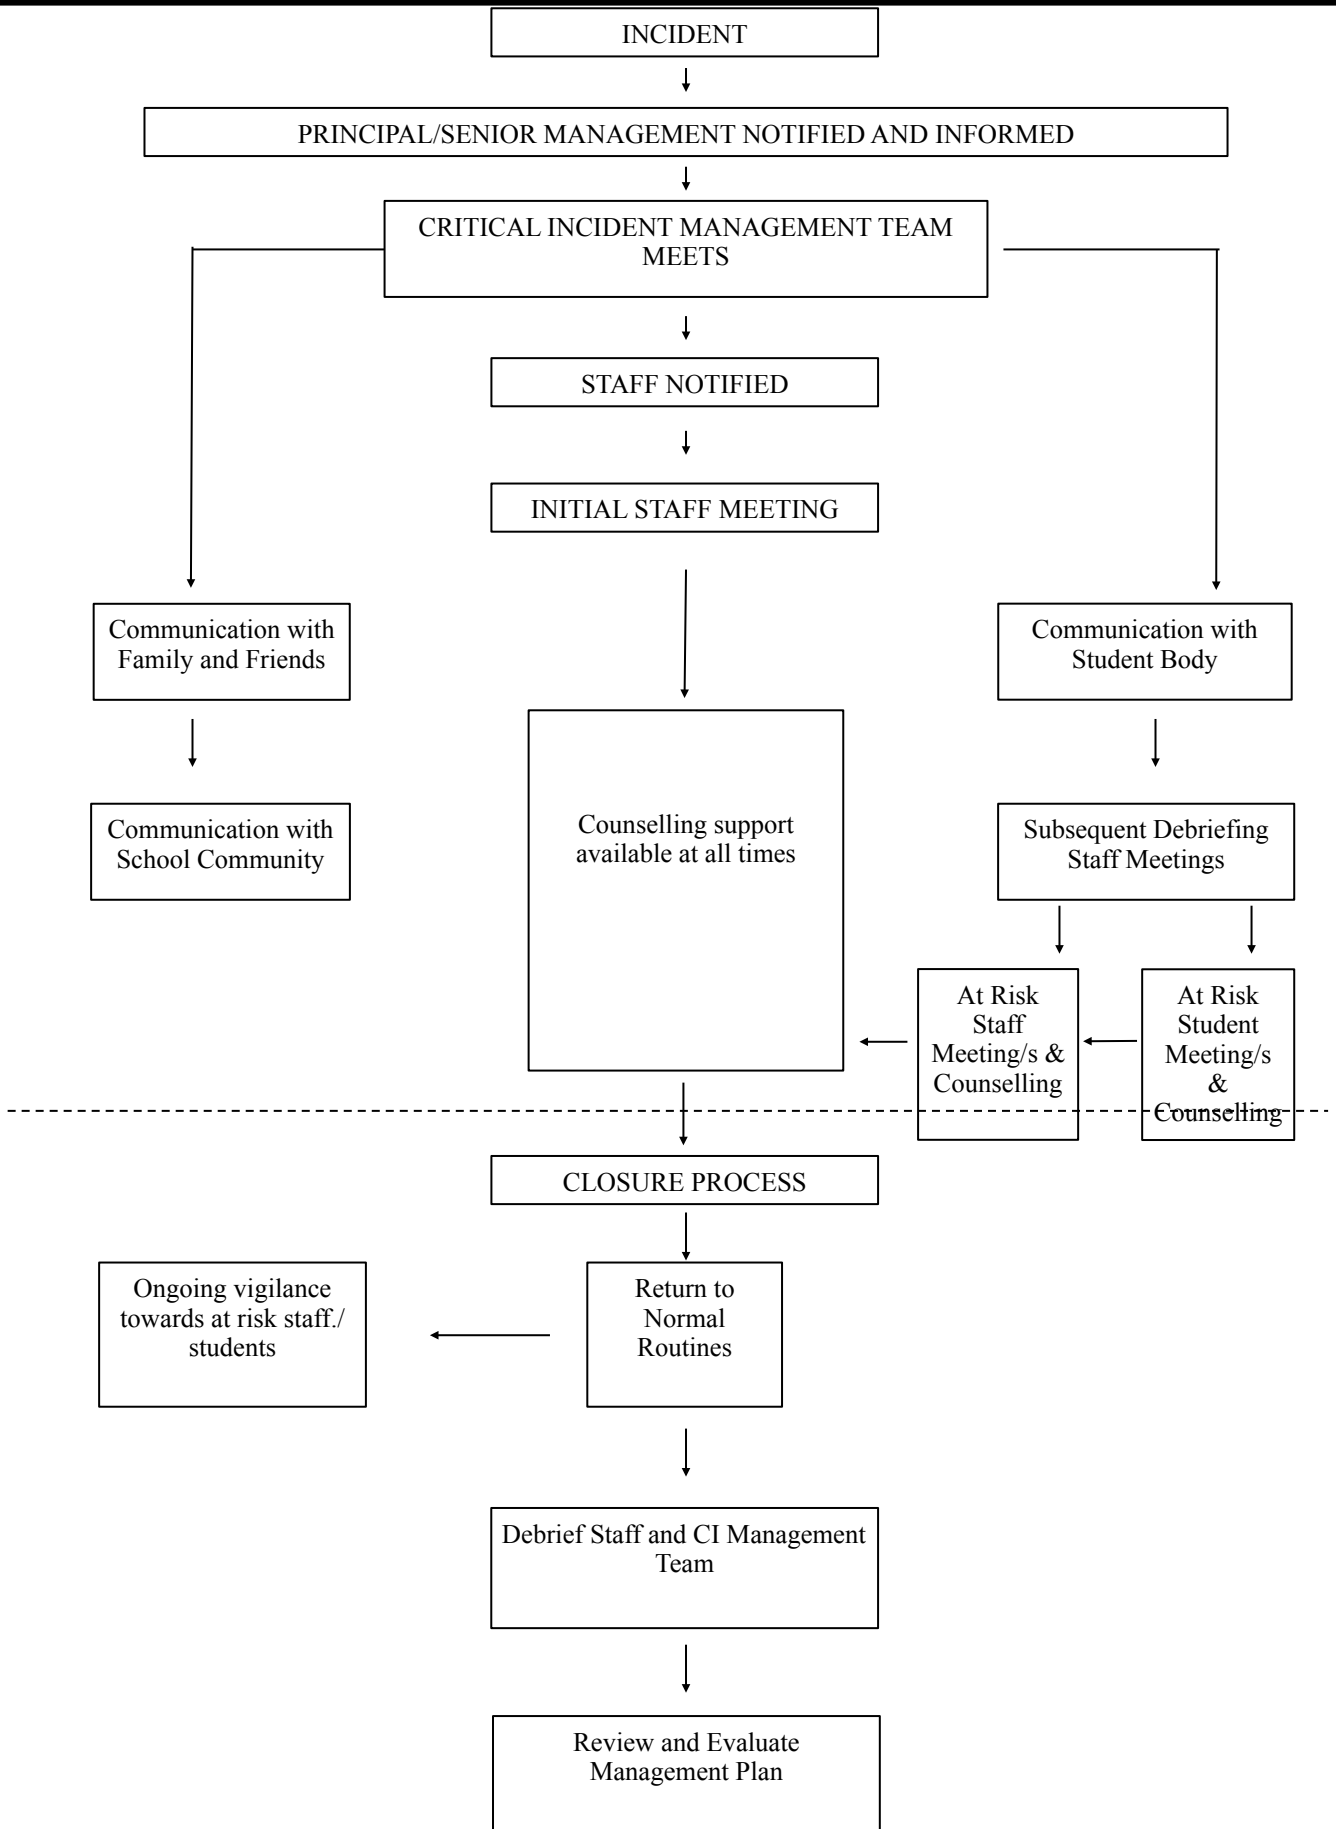 INCIDENT
PRINCIPAL/SENIOR MANAGEMENT NOTIFIED AND INFORMED
CRITICAL INCIDENT MANAGEMENT TEAM
MEETS
STAFF NOTIFIED
INITIAL STAFF MEETING
Communication with
Family and Friends
Communication with
Student Body
Communication with
School Community
Counselling support
available at all times
Subsequent Debriefing
Staff Meetings
At Risk
Staff
Meeting/s &
Counselling
At Risk
Student
Meeting/s
&
Counselling
CLOSURE PROCESS
Ongoing vigilance
towards at risk staff./
students
Return to
Normal
Routines
Debrief Staff and CI Management
Team
Review and Evaluate
Management Plan